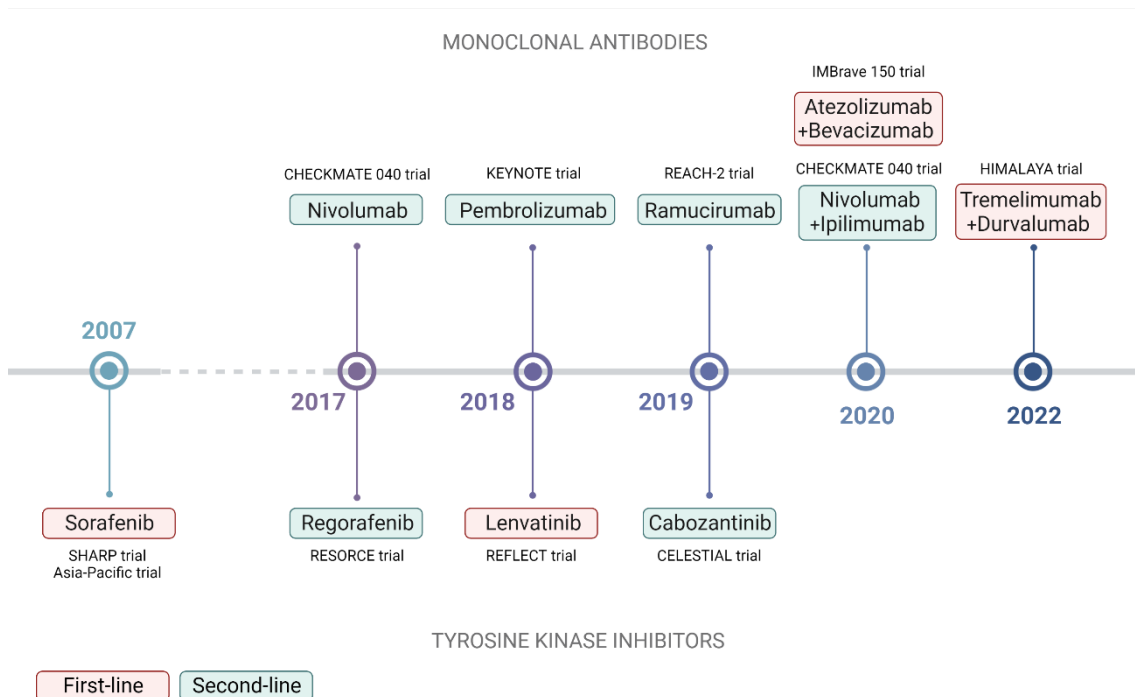 MONOCLONAL ANTIBODIES
IMBrave 150 trial
Atezolizumab
+Bevacizumab
CHECKMATE 040 trial
Nivolumab
KEYNOTE trial
Pembrolizumab
REACH-2 trial
Ramucirumab
CHECKMATE 040 trial
Nivolumab
+Ipilimumab
HIMALAYA trial
Tremelimumab
+Durvalumab
2007
2017
2018
2019
2020
2022
Sorafenib
SHARP trial
Asia-Pacific trial
Regorafenib
RESORCE trial
Lenvatinib
REFLECT trial
Cabozantinib
CELESTIAL trial
TYROSINE KINASE INHIBITORS
First-line
Second-line